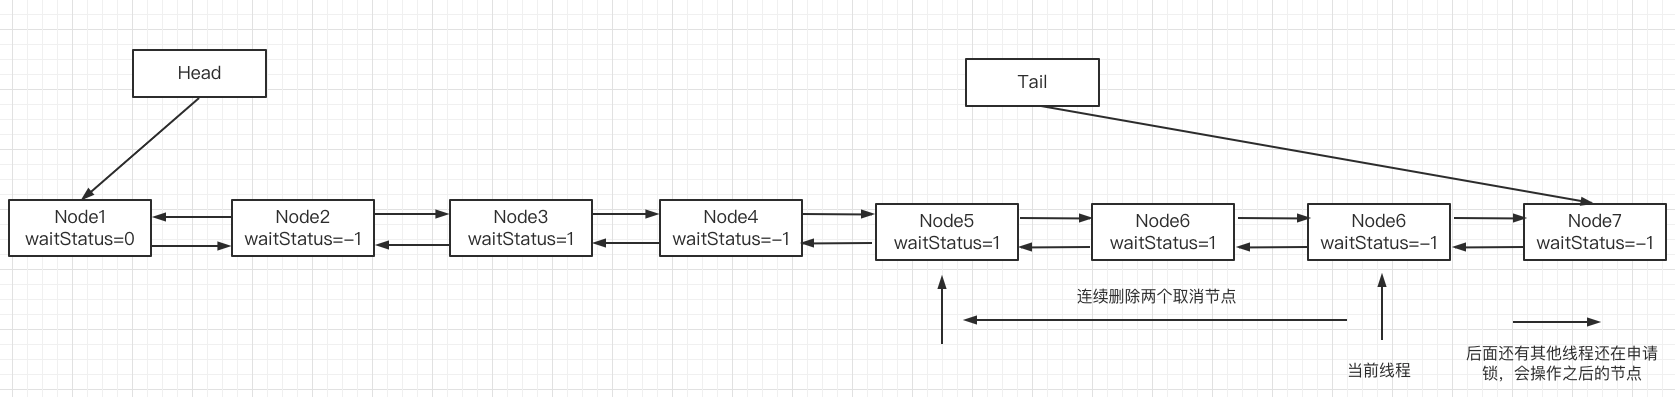 Head
Tail
Node1
waitStatus=0
Node2
waitStatus=-1
Node3
waitStatus=1
Node4
waitStatus=-1
Node5
waitStatus=1
Node6
waitStatus=1
Node6
waitStatus=-1
Node7
waitStatus=-1
连续删除两个取消节点
当前线程
后面还有其他线程还在申请
锁，会操作之后的节点